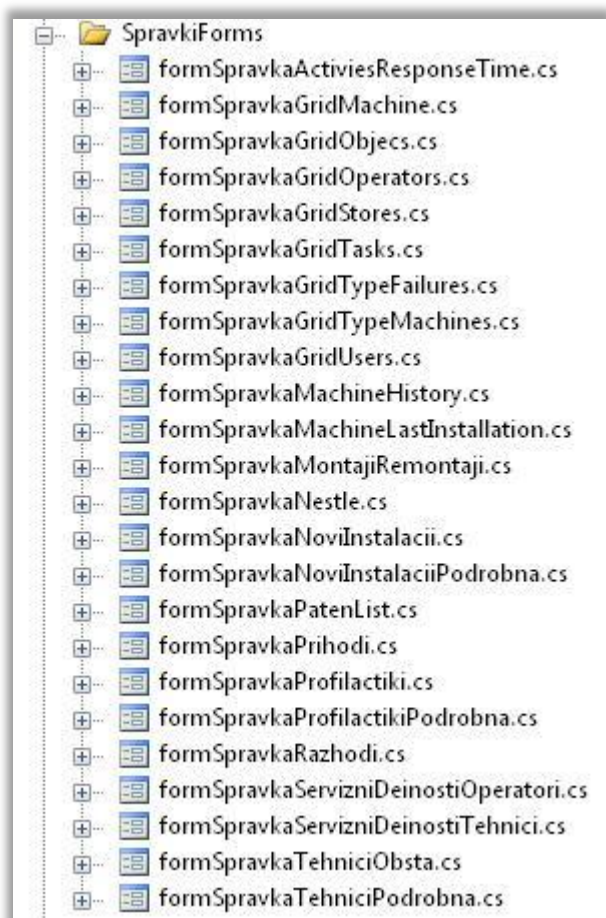 SpravkiForms
formSpravkaActiviesResponseTime.cs
formSpravkaGridMachine.cs
formSpravkaGridObjecs.cs
formSpravkaGridOperators.cs
formSpravkaGridStores.cs
formSpravkaGridTasks.cs
formSpravkaGridTypeFailures.cs
formSpravkaGridTypeMachines.cs
formSpravkaGridUsers.cs
formSpravkaMachineHistory.cs
formSpravkaMachineLastInstallation.cs
formSpravkaMontajiRemontaji.cs
formSpravkaNestle.cs
formSpravkaNoviInstalacii.cs
formSpravkaNoviInstalaciiPodrobna.cs
formSpravkaPatenList.cs
formSpravkaPrihodi.cs
formSpravkaProfilactiki.cs
formSpravkaProfilactikiPodrobna.cs
formSpravkaRazhodi.cs
formSpravkaServizniDeinostiOperatori.cs
formSpravkaServizniDeinostiTehnici.cs
formSpravkaTehniciObsta.cs
formSpravkaTehniciPodrobna.cs